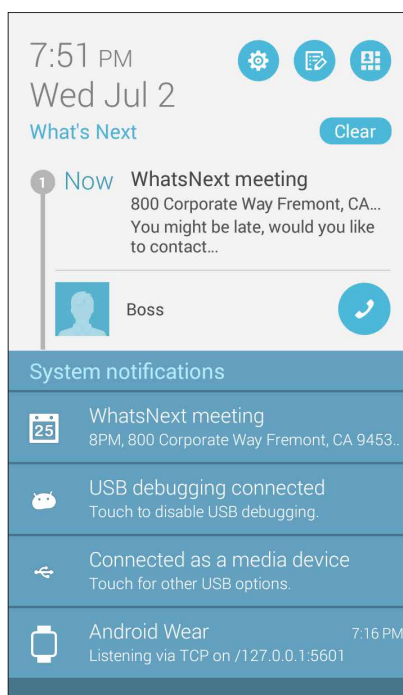 7:51 PM
Wed Jul 2
What's Next
Clear
1
Now
WhatsNext meeting
800 Corporate Way Fremont, CA...
You might be late, would you like
to contact...
Boss
System notifications
25
WhatsNext meeting
8PM, 800 Corporate Way Fremont, CA 9453..
USB debugging connected
Touch to disable USB debugging.
Connected as a media device
Touch for other USB options.
Android Wear 7:16 PM
Listening via TCP on /127.0.0.1:5601